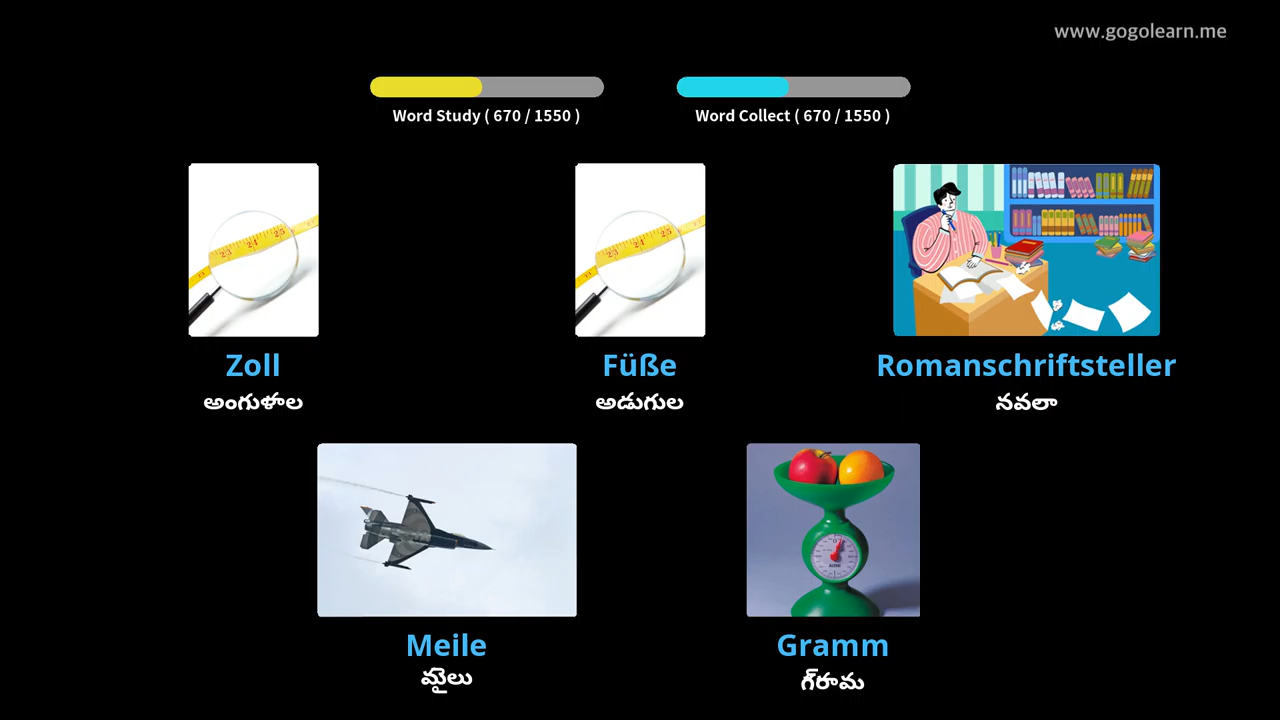 www.gogolearn.me
Word Study ( 670 / 1550 )
Word Collect ( 670 / 1550 )
Zoll
అంగుళాల
Füße
అడుగుల
Romanschriftsteller
నవలా
Meile
మైలు
Gramm
గ్రామ